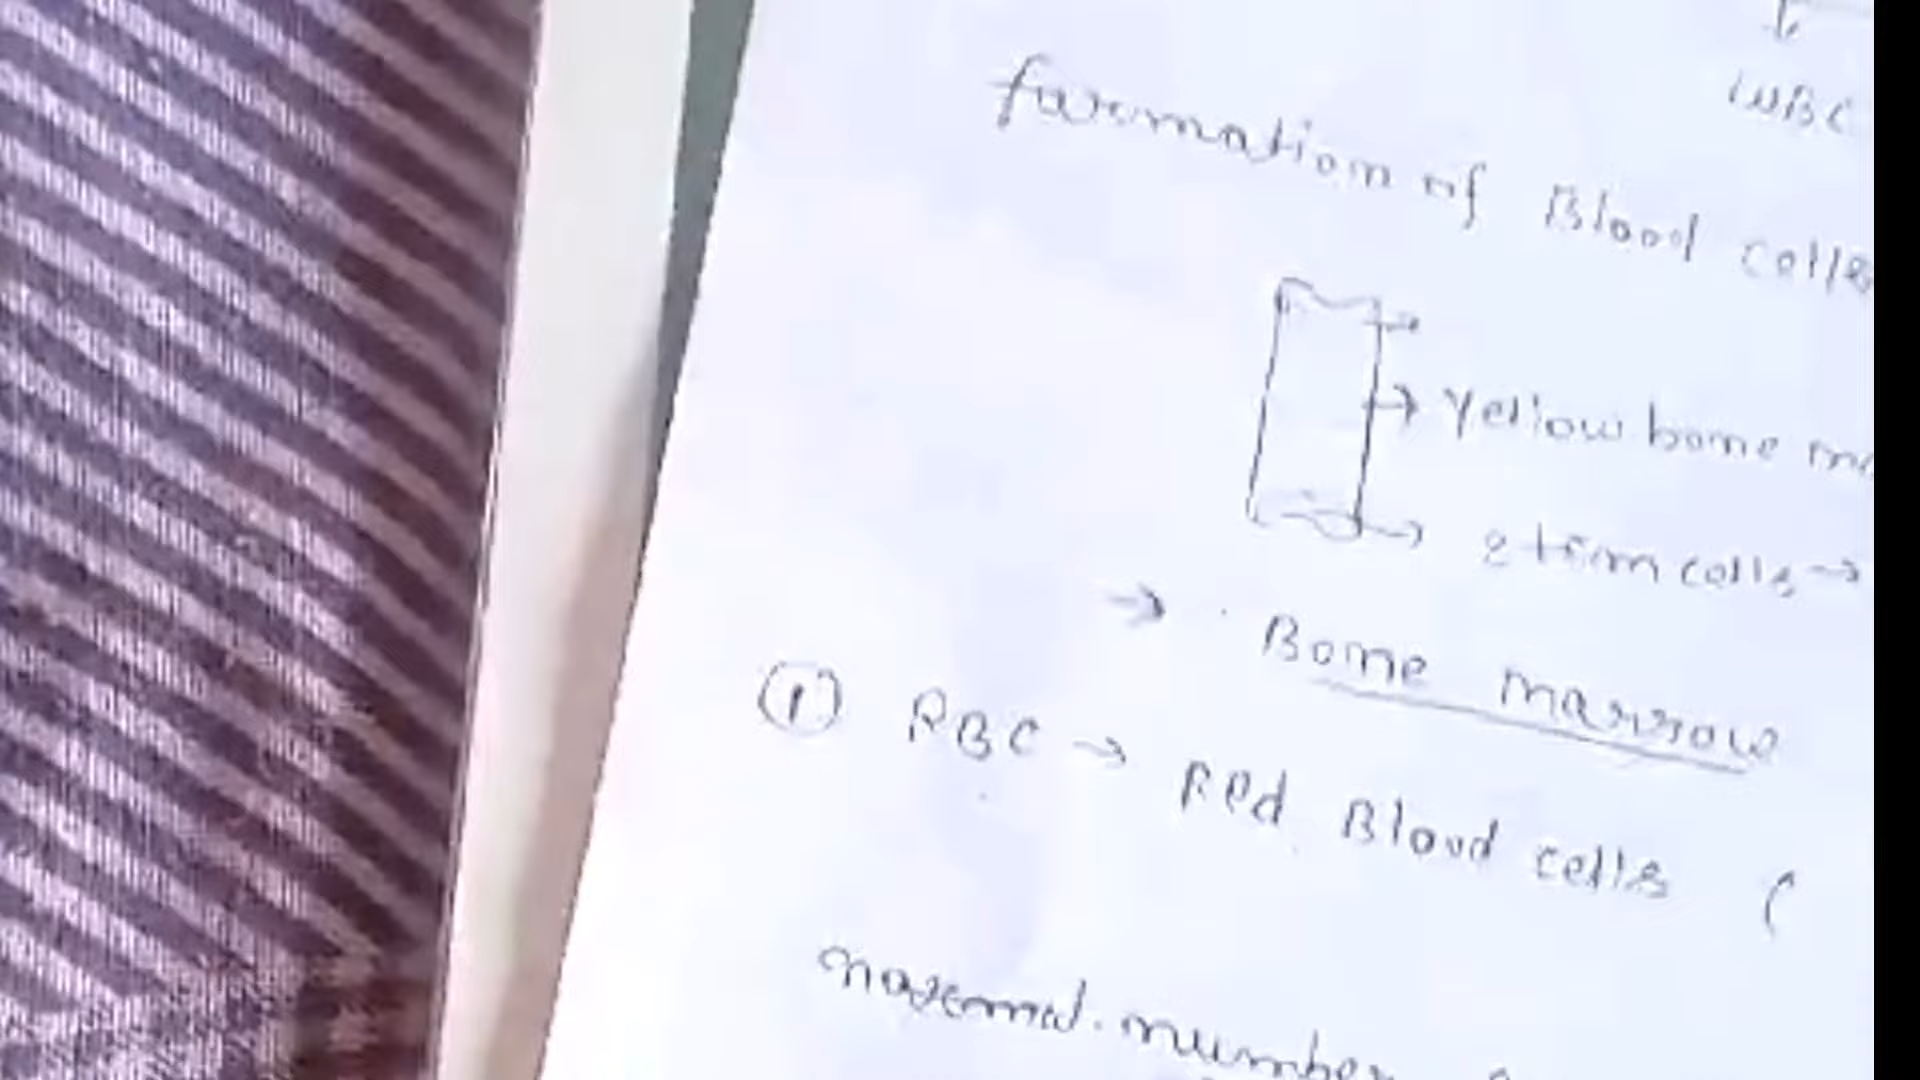 WBC
formation of Blood cells
→ Yellow bone
→ stem cells →
→ Bone marrow
① RBC → Red Blood cells (
normal number